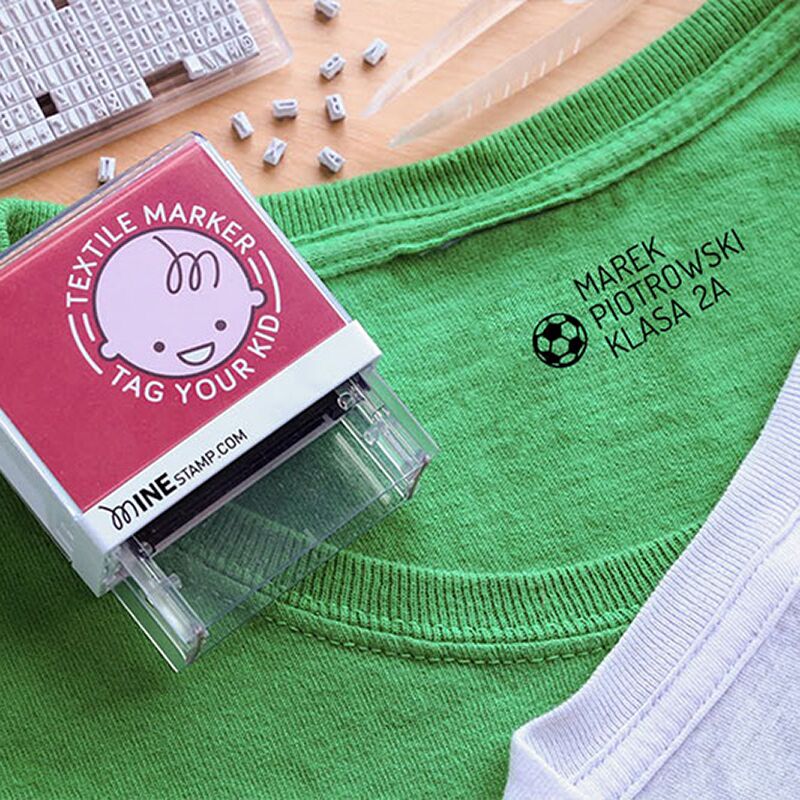 TEXTILE MARKER
TAG YOUR KID
MINESTAMP.COM
MAREK
PIOTROWSKI
KLASA 2A